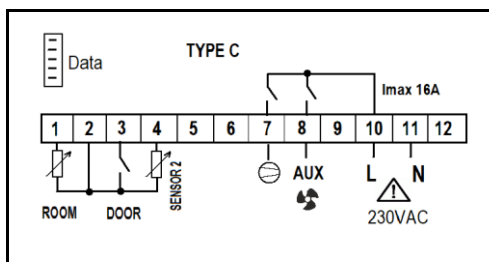 TYPE C
Data
Imax 16A
1 2 3 4 5 6 7 8 9 10 11 12
SENSOR 2
AUX L N
ROOM DOOR
230VAC